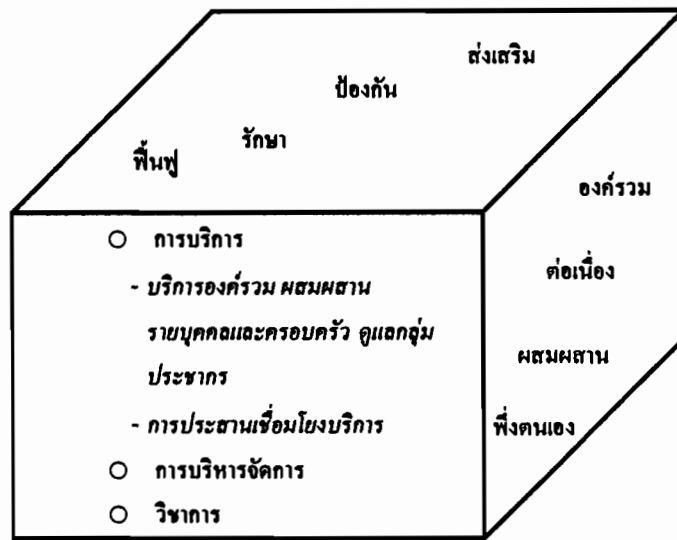 ส่งเสริม
ป้องกัน
รักษา
ฟื้นฟู
องค์รวม
ต่อเนื่อง
ผสมผสาน
พึ่งตนเอง
○ การบริการ
- บริการองค์รวม ผสมผสาน
รายบุคคลและครอบครัว ดูแลกลุ่ม
ประชากร
- การประสานเชื่อมโยงบริการ
○ การบริหารจัดการ
○ วิชาการ